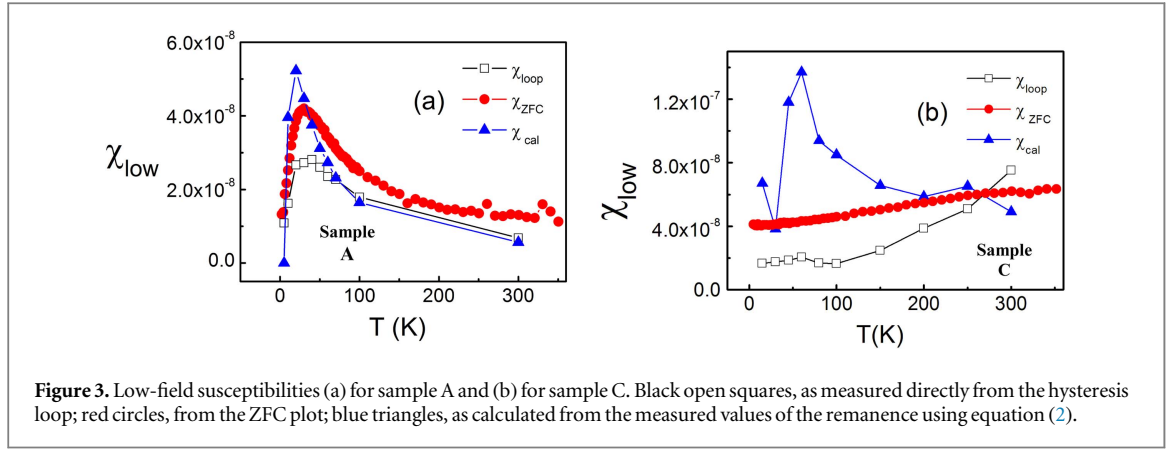 6.0x10⁻⁸
4.0x10⁻⁸
2.0x10⁻⁸
0.0
χlow
χloop
χZFC
χcal
(a)
Sample
A
0 100 200 300
T (K)
1.2x10⁻⁷
8.0x10⁻⁸
4.0x10⁻⁸
0.0
χlow
χloop
χZFC
χcal
(b)
Sample
C
0 100 200 300
T(K)
Figure 3. Low-field susceptibilities (a) for sample A and (b) for sample C. Black open squares, as measured directly from the hysteresis
loop; red circles, from the ZFC plot; blue triangles, as calculated from the measured values of the remanence using equation (2).